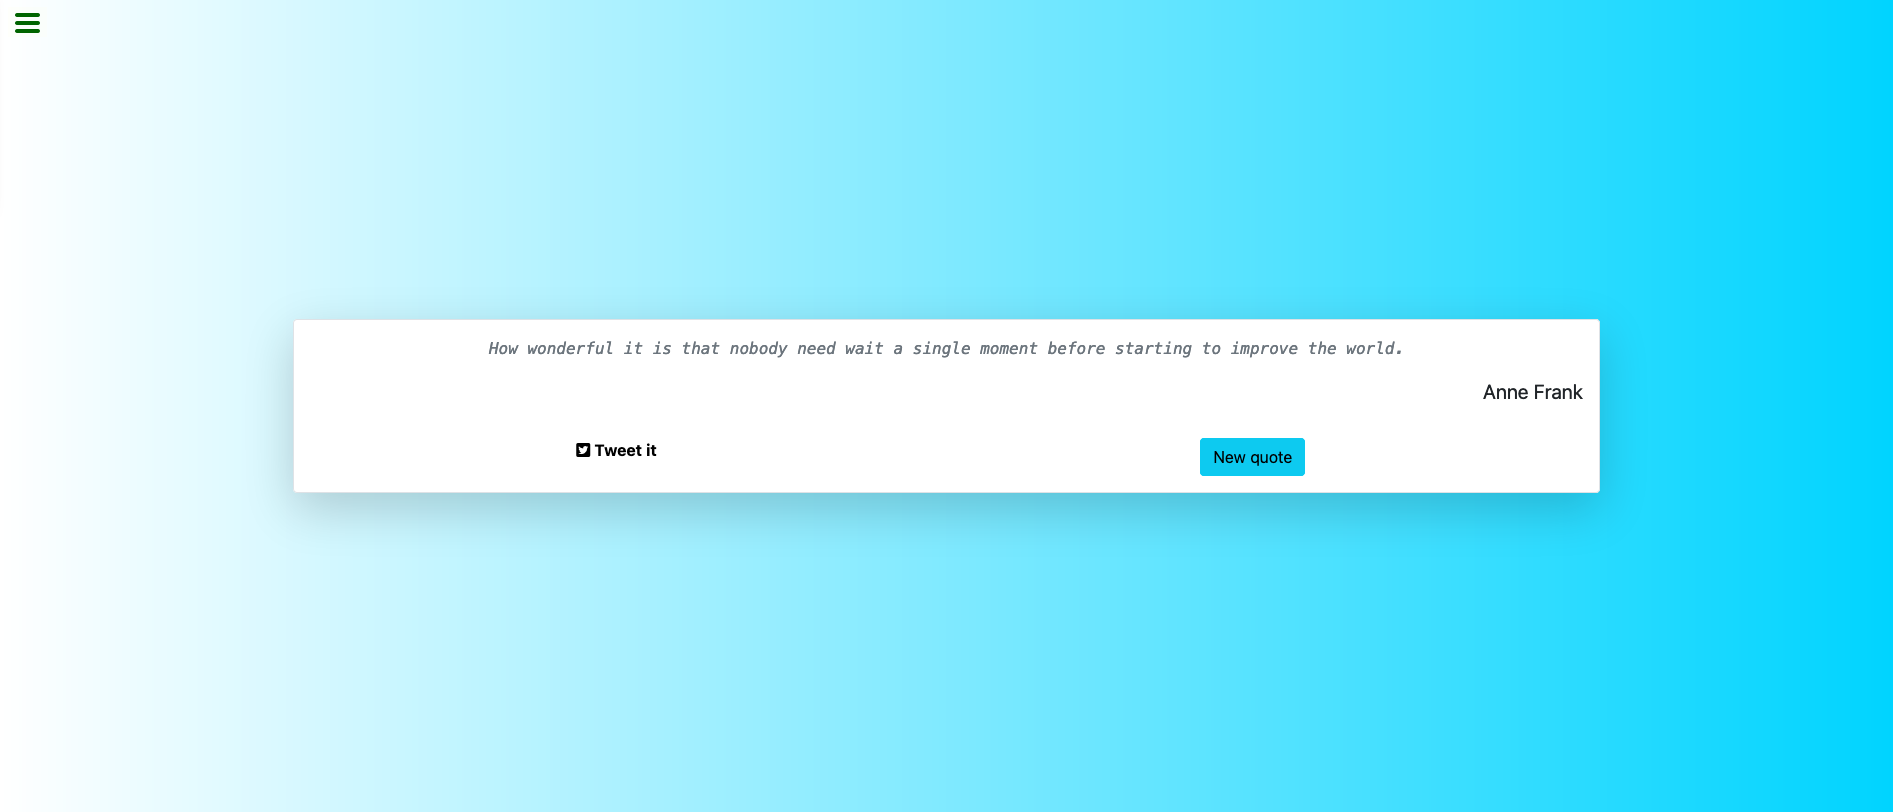 How wonderful it is that nobody need wait a single moment before starting to improve the world.
Anne Frank
Tweet it
New quote